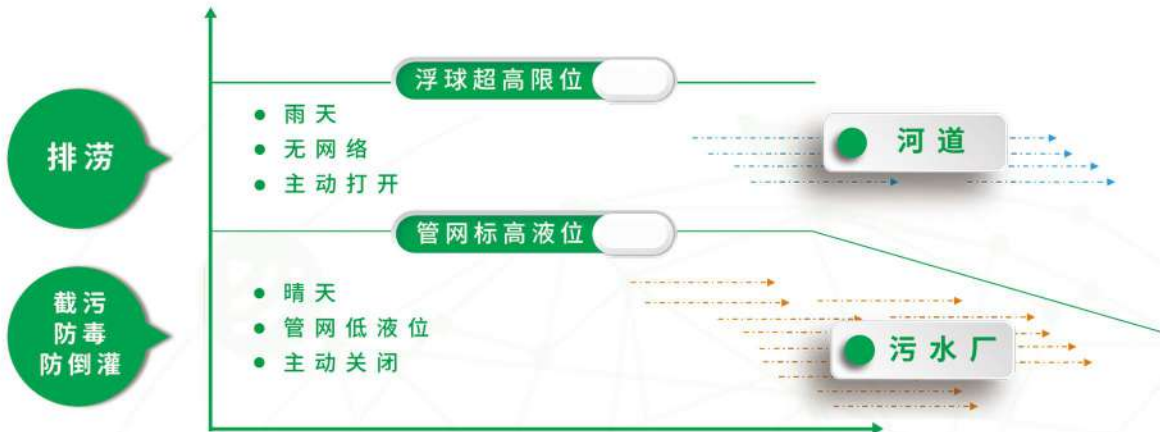 浮球超高限位
排涝
雨天
无网络
主动打开
河道
管网标高液位
截污
防毒
防倒灌
晴天
管网低液位
主动关闭
污水厂